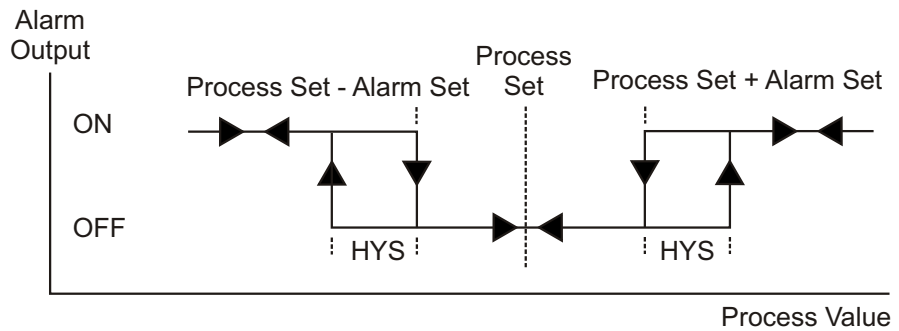 Alarm
Output
Process
Set
Process Set - Alarm Set
Process Set + Alarm Set
ON
OFF
HYS
HYS
Process Value